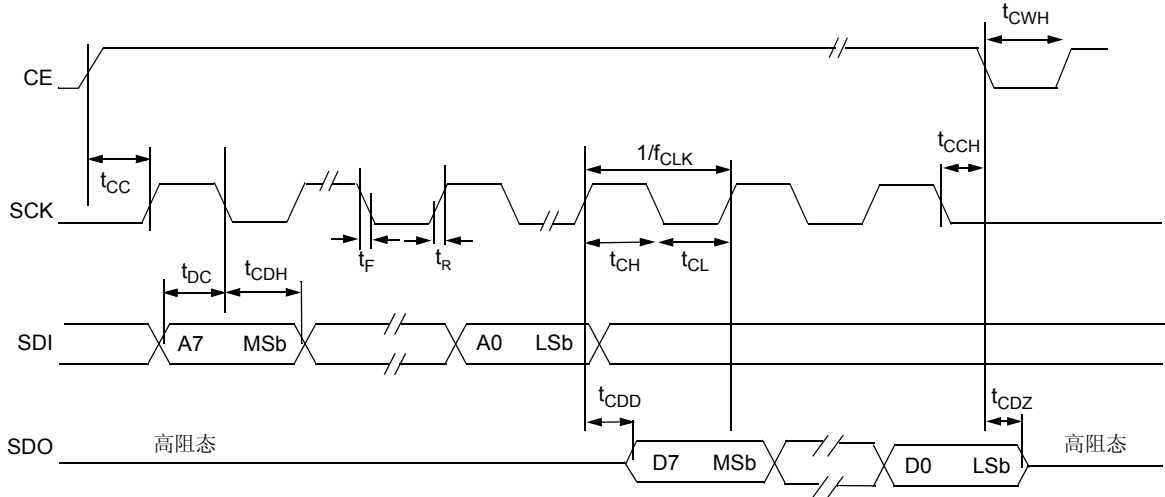 tCWH
CE
1/fCLK
tCCH
tCC
SCK
tF
tR
tCH
tCL
tDC
tCDH
SDI
A7 MSb
A0 LSb
tCDD
tCDZ
SDO
高阻态
D7 MSb
D0 LSb
高阻态